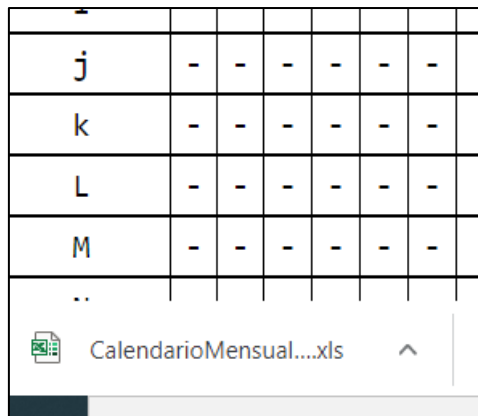 j - - - - - -
k - - - - - -
L - - - - - -
M - - - - - -
CalendarioMensual....xls